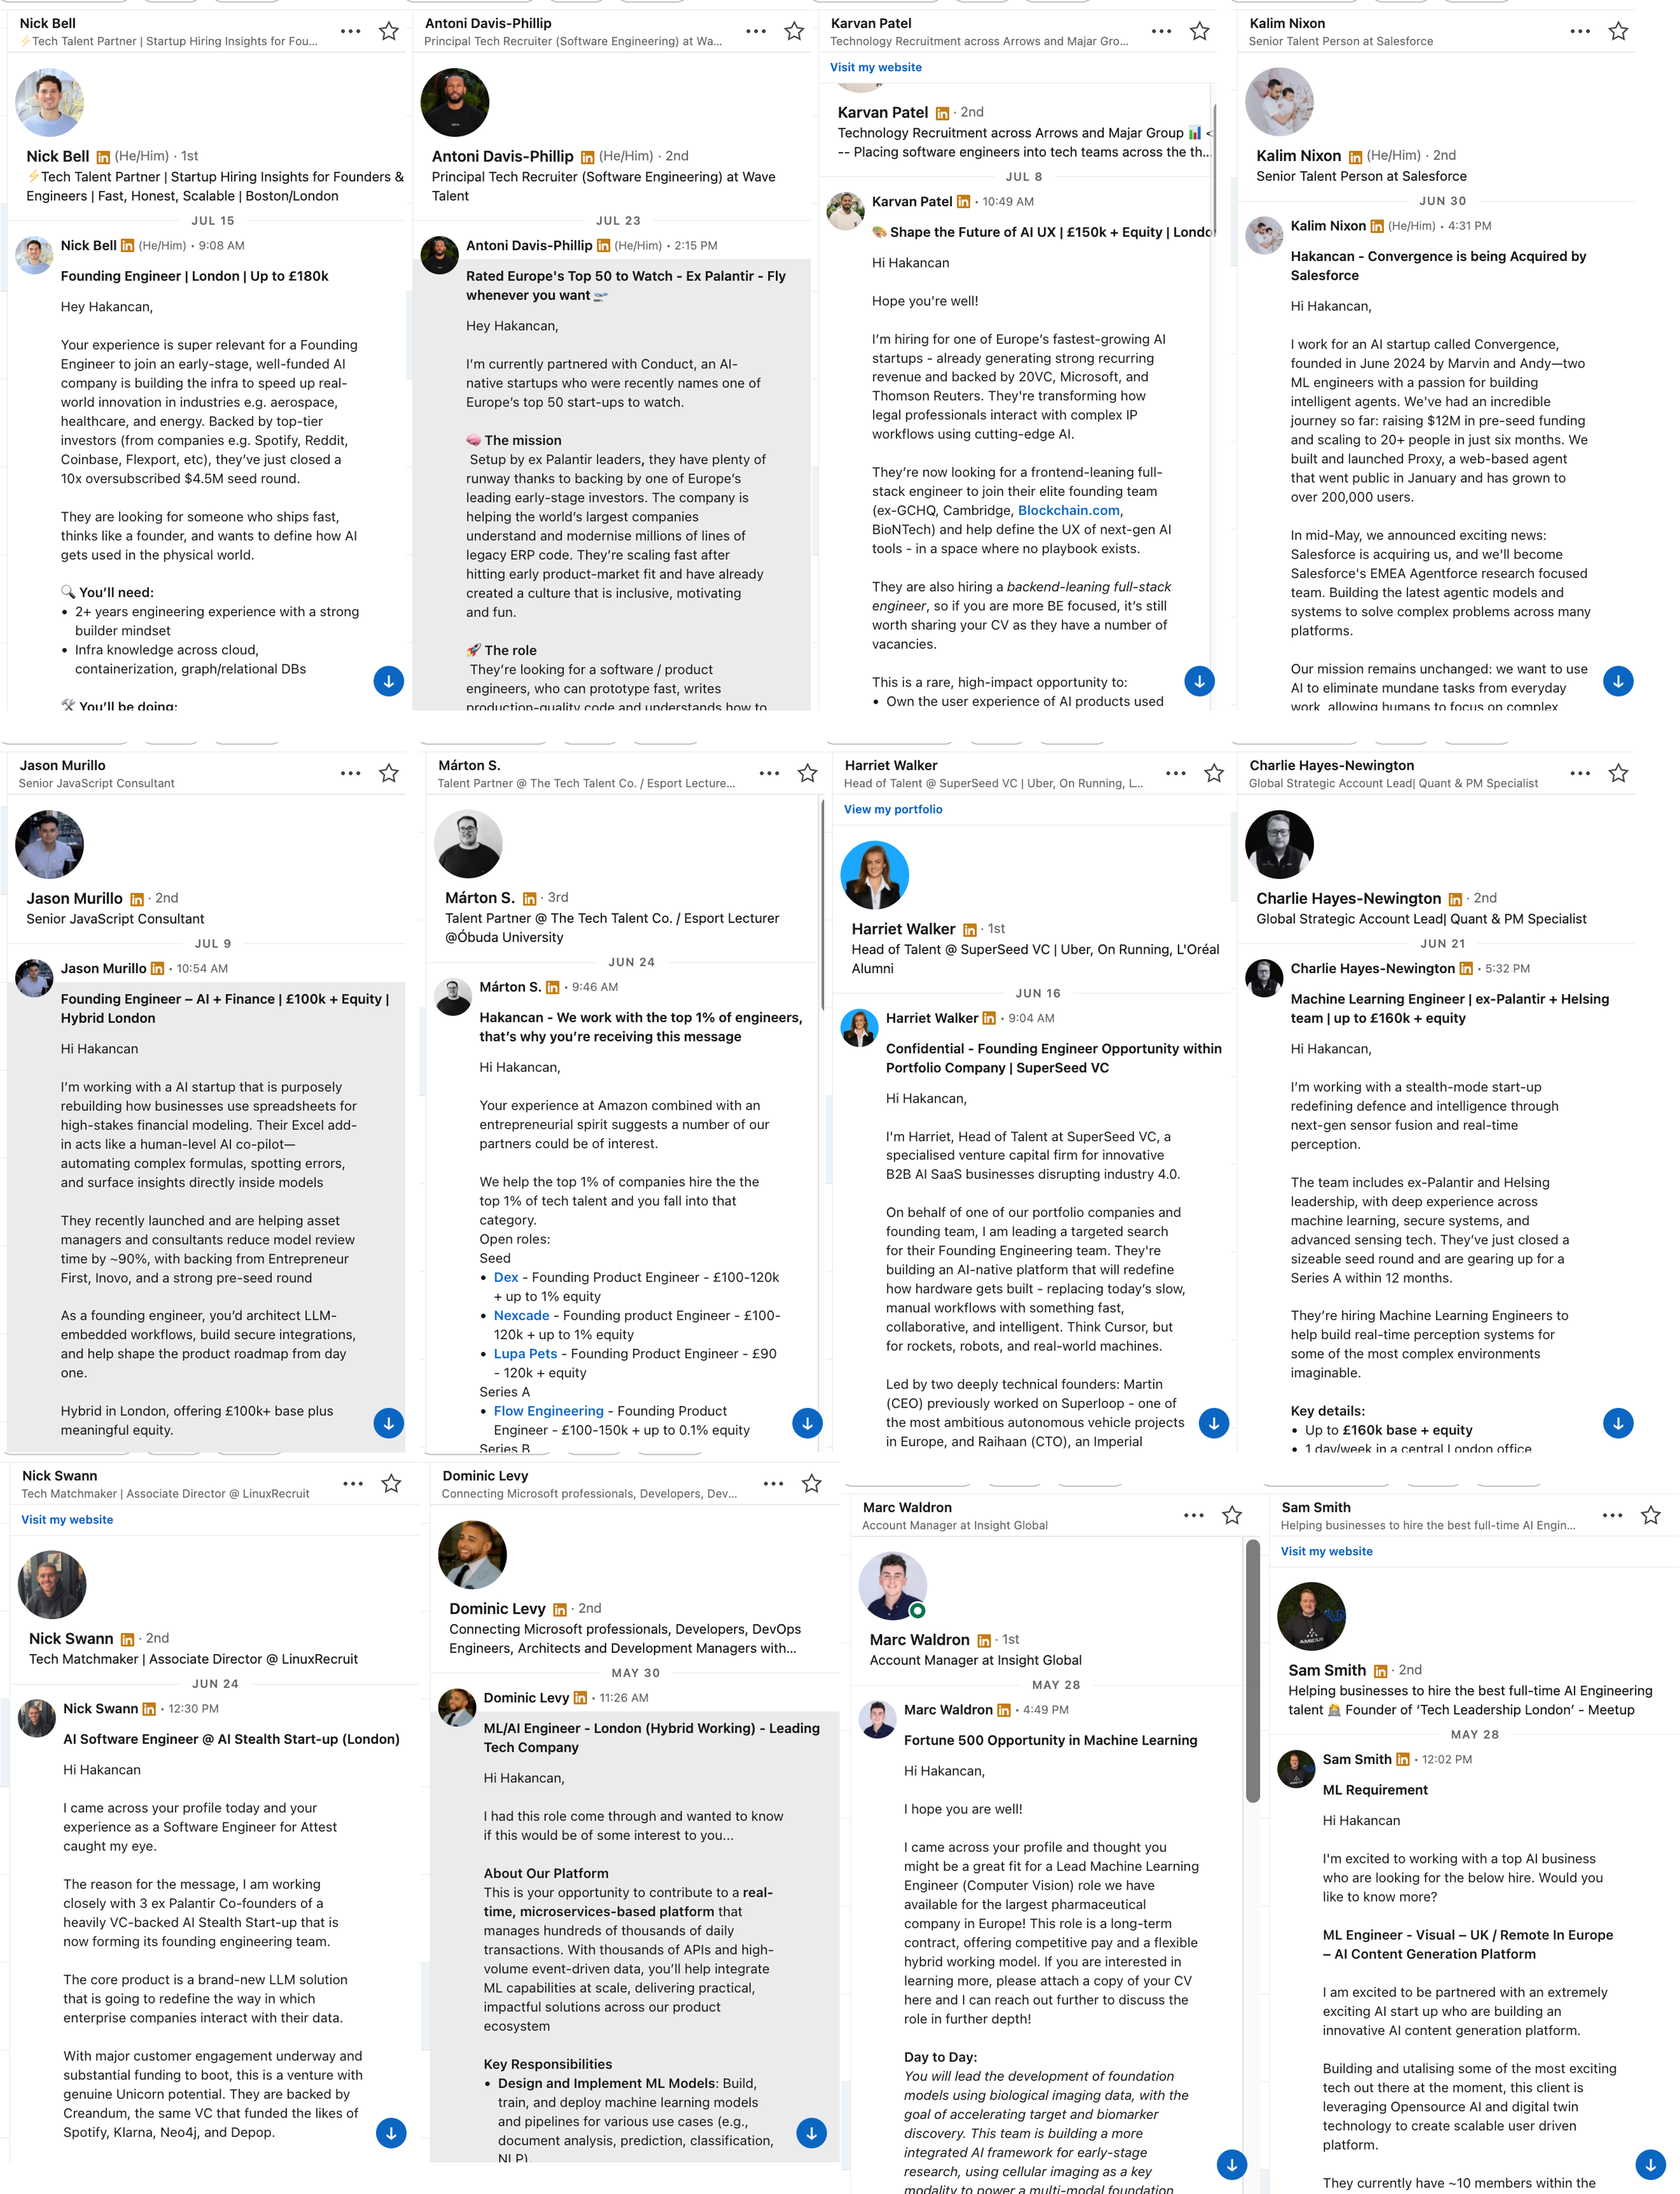 Nick Bell
⚡Tech Talent Partner | Startup Hiring Insights for Fou...
Nick Bell (He/Him) · 1st
⚡Tech Talent Partner | Startup Hiring Insights for Founders &
Engineers | Fast, Honest, Scalable | Boston/London
JUL 15
Nick Bell (He/Him) • 9:08 AM
Founding Engineer | London | Up to £180k
Hey Hakancan,
Your experience is super relevant for a Founding
Engineer to join an early-stage, well-funded AI
company is building the infra to speed up real-
world innovation in industries e.g. aerospace,
healthcare, and energy. Backed by top-tier
investors (from companies e.g. Spotify, Reddit,
Coinbase, Flexport, etc), they've just closed a
10x oversubscribed $4.5M seed round.
They are looking for someone who ships fast,
thinks like a founder, and wants to define how AI
gets used in the physical world.
🔍 You'll need:
• 2+ years engineering experience with a strong
builder mindset
• Infra knowledge across cloud,
containerization, graph/relational DBs
🛠 You'll be doing:
Antoni Davis-Phillip
Principal Tech Recruiter (Software Engineering) at Wa...
Antoni Davis-Phillip (He/Him) · 2nd
Principal Tech Recruiter (Software Engineering) at Wave
Talent
JUL 23
Antoni Davis-Phillip (He/Him) • 2:15 PM
Rated Europe's Top 50 to Watch - Ex Palantir - Fly
whenever you want 🛫
Hey Hakancan,
I'm currently partnered with Conduct, an AI-
native startups who were recently names one of
Europe's top 50 start-ups to watch.
🧠 The mission
Setup by ex Palantir leaders, they have plenty of
runway thanks to backing by one of Europe's
leading early-stage investors. The company is
helping the world's largest companies
understand and modernise millions of lines of
legacy ERP code. They're scaling fast after
hitting early product-market fit and have already
created a culture that is inclusive, motivating
and fun.
🚀 The role
They're looking for a software / product
engineers, who can prototype fast, writes
production-quality code and understands how to
Karvan Patel
Technology Recruitment across Arrows and Majar Gro...
Visit my website
Karvan Patel · 2nd
Technology Recruitment across Arrows and Majar Group 📊 <
-- Placing software engineers into tech teams across the th...
JUL 8
Karvan Patel • 10:49 AM
🎨 Shape the Future of AI UX | £150k + Equity | Londo
Hi Hakancan
Hope you're well!
I'm hiring for one of Europe's fastest-growing AI
startups - already generating strong recurring
revenue and backed by 20VC, Microsoft, and
Thomson Reuters. They're transforming how
legal professionals interact with complex IP
workflows using cutting-edge AI.
They're now looking for a frontend-leaning full-
stack engineer to join their elite founding team
(ex-GCHQ, Cambridge, Blockchain.com,
BioNTech) and help define the UX of next-gen AI
tools - in a space where no playbook exists.
They are also hiring a backend-leaning full-stack
engineer, so if you are more BE focused, it's still
worth sharing your CV as they have a number of
vacancies.
This is a rare, high-impact opportunity to:
• Own the user experience of AI products used
Kalim Nixon
Senior Talent Person at Salesforce
Kalim Nixon (He/Him) · 2nd
Senior Talent Person at Salesforce
JUN 30
Kalim Nixon (He/Him) • 4:31 PM
Hakancan - Convergence is being Acquired by
Salesforce
Hi Hakancan,
I work for an AI startup called Convergence,
founded in June 2024 by Marvin and Andy—two
ML engineers with a passion for building
intelligent agents. We've had an incredible
journey so far: raising $12M in pre-seed funding
and scaling to 20+ people in just six months. We
built and launched Proxy, a web-based agent
that went public in January and has grown to
over 200,000 users.
In mid-May, we announced exciting news:
Salesforce is acquiring us, and we'll become
Salesforce's EMEA Agentforce research focused
team. Building the latest agentic models and
systems to solve complex problems across many
platforms.
Our mission remains unchanged: we want to use
AI to eliminate mundane tasks from everyday
work, allowing humans to focus on complex
Jason Murillo
Senior JavaScript Consultant
Jason Murillo · 2nd
Senior JavaScript Consultant
JUL 9
Jason Murillo • 10:54 AM
Founding Engineer – AI + Finance | £100k + Equity |
Hybrid London
Hi Hakancan
I'm working with a AI startup that is purposely
rebuilding how businesses use spreadsheets for
high-stakes financial modeling. Their Excel add-
in acts like a human-level AI co-pilot—
automating complex formulas, spotting errors,
and surface insights directly inside models
They recently launched and are helping asset
managers and consultants reduce model review
time by ~90%, with backing from Entrepreneur
First, Inovo, and a strong pre-seed round
As a founding engineer, you'd architect LLM-
embedded workflows, build secure integrations,
and help shape the product roadmap from day
one.
Hybrid in London, offering £100k+ base plus
meaningful equity.
Márton S.
Talent Partner @ The Tech Talent Co. / Esport Lecture...
Márton S. · 3rd
Talent Partner @ The Tech Talent Co. / Esport Lecturer
@Óbuda University
JUN 24
Márton S. • 9:46 AM
Hakancan - We work with the top 1% of engineers,
that's why you're receiving this message
Hi Hakancan,
Your experience at Amazon combined with an
entrepreneurial spirit suggests a number of our
partners could be of interest.
We help the top 1% of companies hire the the
top 1% of tech talent and you fall into that
category.
Open roles:
Seed
• Dex - Founding Product Engineer - £100-120k
+ up to 1% equity
• Nexcade - Founding product Engineer - £100-
120k + up to 1% equity
• Lupa Pets - Founding Product Engineer - £90
- 120k + equity
Series A
• Flow Engineering - Founding Product
Engineer - £100-150k + up to 0.1% equity
Series B
Harriet Walker
Head of Talent @ SuperSeed VC | Uber, On Running, L...
View my portfolio
Harriet Walker · 1st
Head of Talent @ SuperSeed VC | Uber, On Running, L'Oréal
Alumni
JUN 16
Harriet Walker • 9:04 AM
Confidential - Founding Engineer Opportunity within
Portfolio Company | SuperSeed VC
Hi Hakancan,
I'm Harriet, Head of Talent at SuperSeed VC, a
specialised venture capital firm for innovative
B2B AI SaaS businesses disrupting industry 4.0.
On behalf of one of our portfolio companies and
founding team, I am leading a targeted search
for their Founding Engineering team. They're
building an AI-native platform that will redefine
how hardware gets built - replacing today's slow,
manual workflows with something fast,
collaborative, and intelligent. Think Cursor, but
for rockets, robots, and real-world machines.
Led by two deeply technical founders: Martin
(CEO) previously worked on Superloop - one of
the most ambitious autonomous vehicle projects
in Europe, and Raihaan (CTO), an Imperial
Charlie Hayes-Newington
Global Strategic Account Lead| Quant & PM Specialist
Charlie Hayes-Newington · 2nd
Global Strategic Account Lead| Quant & PM Specialist
JUN 21
Charlie Hayes-Newington • 5:32 PM
Machine Learning Engineer | ex-Palantir + Helsing
team | up to £160k + equity
Hi Hakancan,
I'm working with a stealth-mode start-up
redefining defence and intelligence through
next-gen sensor fusion and real-time
perception.
The team includes ex-Palantir and Helsing
leadership, with deep experience across
machine learning, secure systems, and
advanced sensing tech. They've just closed a
sizeable seed round and are gearing up for a
Series A within 12 months.
They're hiring Machine Learning Engineers to
help build real-time perception systems for
some of the most complex environments
imaginable.
Key details:
• Up to £160k base + equity
• 1 day/week in a central London office
Nick Swann
Tech Matchmaker | Associate Director @ LinuxRecruit
Visit my website
Nick Swann · 2nd
Tech Matchmaker | Associate Director @ LinuxRecruit
JUN 24
Nick Swann • 12:30 PM
AI Software Engineer @ AI Stealth Start-up (London)
Hi Hakancan
I came across your profile today and your
experience as a Software Engineer for Attest
caught my eye.
The reason for the message, I am working
closely with 3 ex Palantir Co-founders of a
heavily VC-backed AI Stealth Start-up that is
now forming its founding engineering team.
The core product is a brand-new LLM solution
that is going to redefine the way in which
enterprise companies interact with their data.
With major customer engagement underway and
substantial funding to boot, this is a venture with
genuine Unicorn potential. They are backed by
Creandum, the same VC that funded the likes of
Spotify, Klarna, Neo4j, and Depop.
Dominic Levy
Connecting Microsoft professionals, Developers, Dev...
Dominic Levy · 2nd
Connecting Microsoft professionals, Developers, DevOps
Engineers, Architects and Development Managers with...
MAY 30
Dominic Levy • 11:26 AM
ML/AI Engineer - London (Hybrid Working) - Leading
Tech Company
Hi Hakancan,
I had this role come through and wanted to know
if this would be of some interest to you...
About Our Platform
This is your opportunity to contribute to a real-
time, microservices-based platform that
manages hundreds of thousands of daily
transactions. With thousands of APIs and high-
volume event-driven data, you'll help integrate
ML capabilities at scale, delivering practical,
impactful solutions across our product
ecosystem
Key Responsibilities
• Design and Implement ML Models: Build,
train, and deploy machine learning models
and pipelines for various use cases (e.g.,
document analysis, prediction, classification,
NLP).
Marc Waldron
Account Manager at Insight Global
Marc Waldron · 1st
Account Manager at Insight Global
MAY 28
Marc Waldron • 4:49 PM
Fortune 500 Opportunity in Machine Learning
Hi Hakancan,
I hope you are well!
I came across your profile and thought you
might be a great fit for a Lead Machine Learning
Engineer (Computer Vision) role we have
available for the largest pharmaceutical
company in Europe! This role is a long-term
contract, offering competitive pay and a flexible
hybrid working model. If you are interested in
learning more, please attach a copy of your CV
here and I can reach out further to discuss the
role in further depth!
Day to Day:
You will lead the development of foundation
models using biological imaging data, with the
goal of accelerating target and biomarker
discovery. This team is building a more
integrated AI framework for early-stage
research, using cellular imaging as a key
modality to power a multi-modal foundation
Sam Smith
Helping businesses to hire the best full-time AI Engin...
Visit my website
Sam Smith · 2nd
Helping businesses to hire the best full-time AI Engineering
talent 🤷 Founder of 'Tech Leadership London' - Meetup
MAY 28
Sam Smith • 12:02 PM
ML Requirement
Hi Hakancan
I'm excited to working with a top AI business
who are looking for the below hire. Would you
like to know more?
ML Engineer - Visual – UK / Remote In Europe
– AI Content Generation Platform
I am excited to be partnered with an extremely
exciting AI start up who are building an
innovative AI content generation platform.
Building and utalising some of the most exciting
tech out there at the moment, this client is
leveraging Opensource AI and digital twin
technology to create scalable user driven
platform.
They currently have ~10 members within the